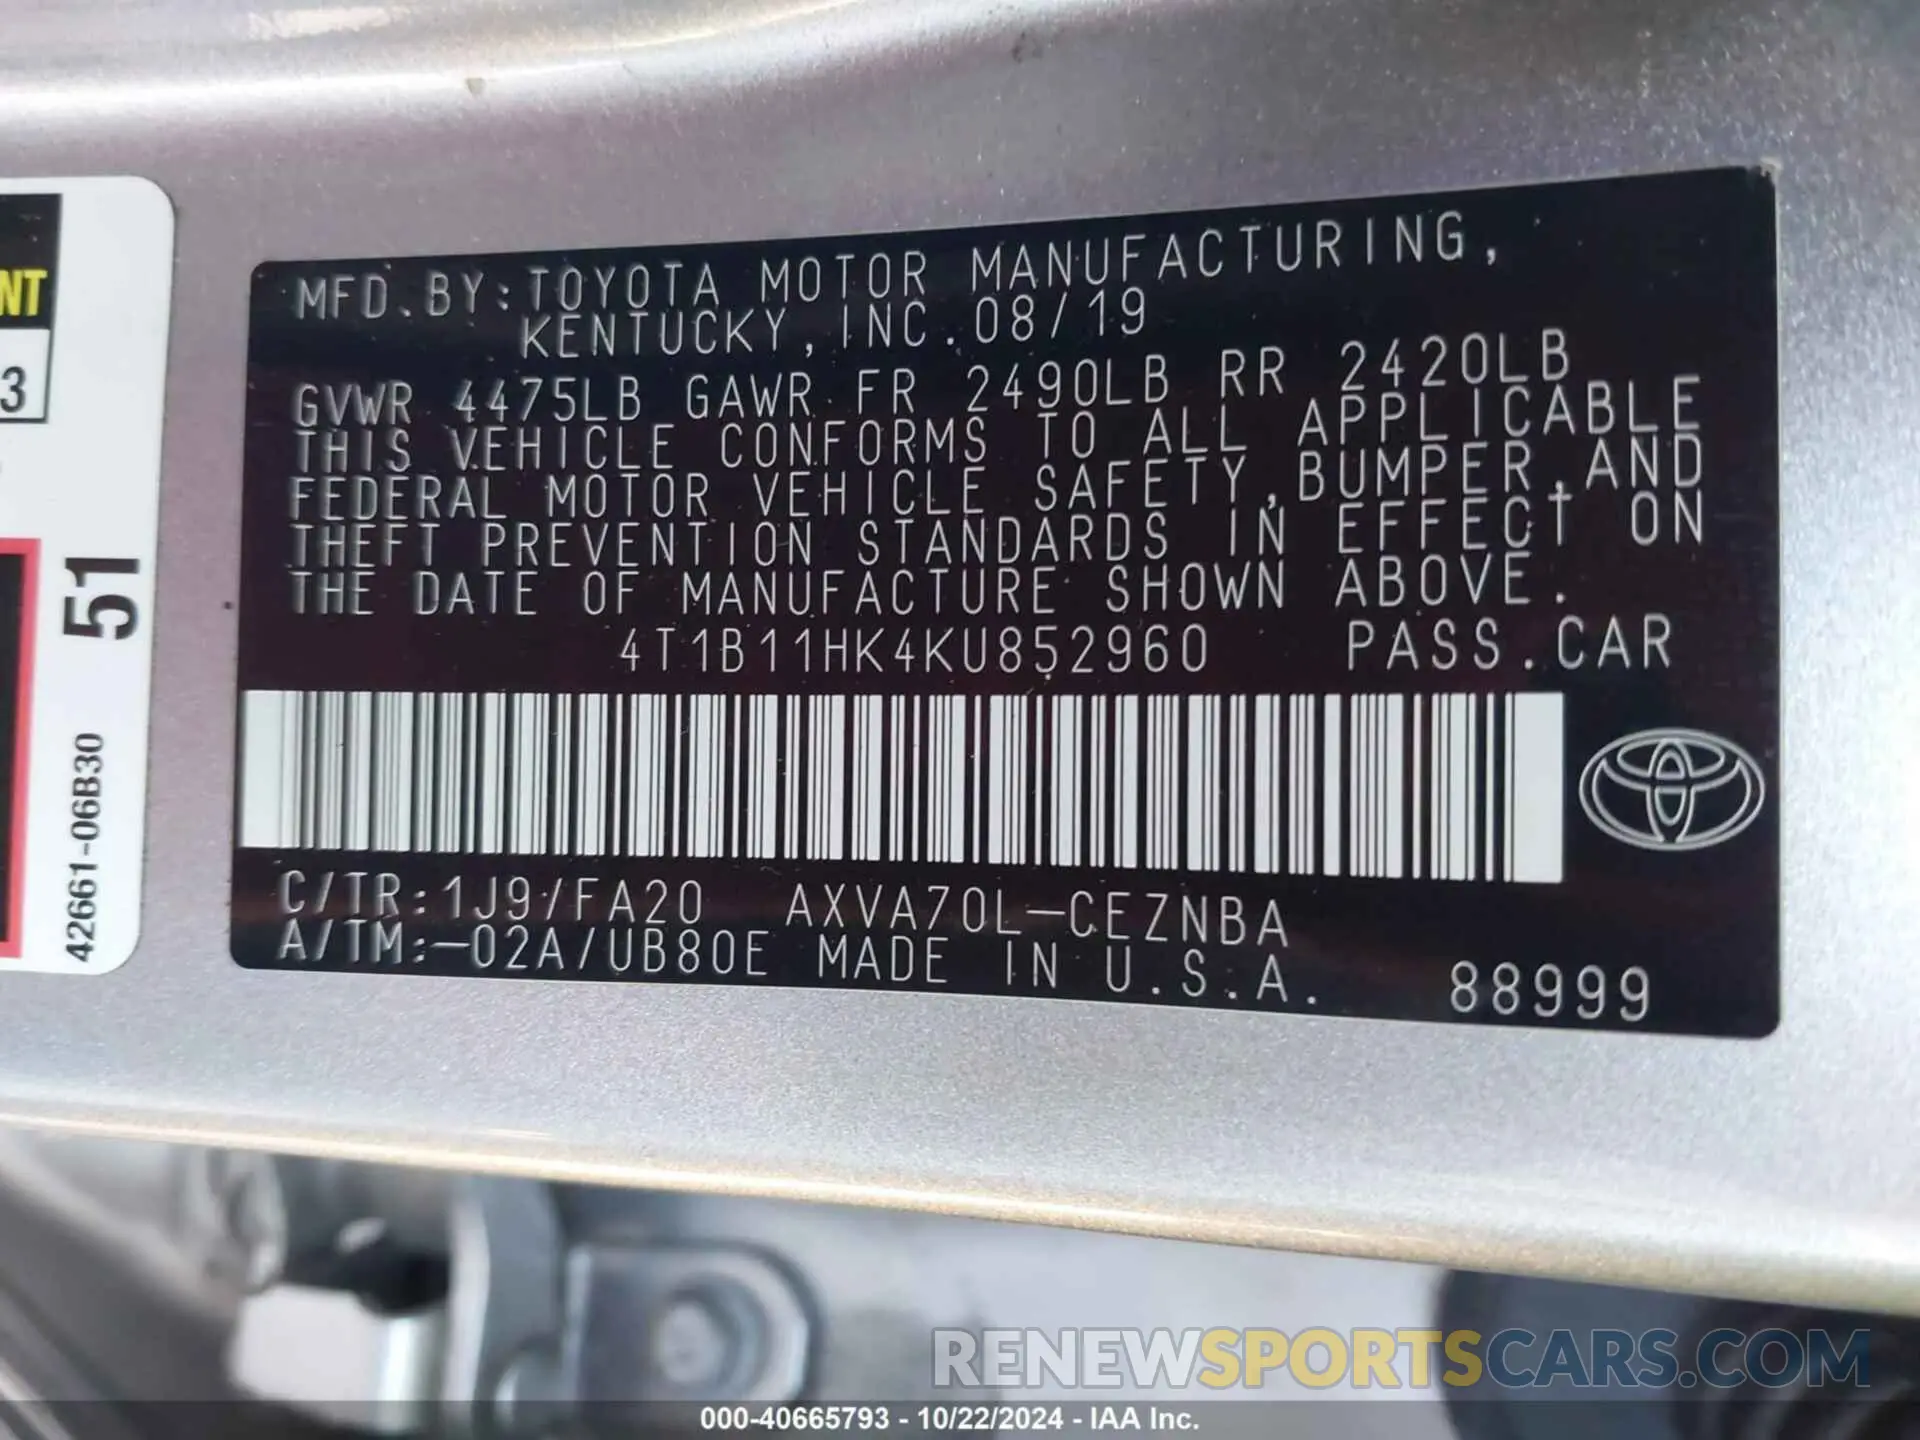 MFD.BY:TOYOTA MOTOR MANUFACTURING,
KENTUCKY, INC. 08/19
GVWR 4475LB GAWR FR 2490LB RR 2420LB
THIS VEHICLE CONFORMS TO ALL APPLICABLE
FEDERAL MOTOR VEHICLE SAFETY, BUMPER, AND
THEFT PREVENTION STANDARDS IN EFFECT ON
THE DATE OF MANUFACTURE SHOWN ABOVE.
4T1B11HK4KU852960 PASS.CAR
C/TR:1J9/FA20 AXVA70L-CEZNBA
A/TM:-02A/UB80E MADE IN U.S.A. 88999
NT
3
51
42661-06B30
RENEWSPORTSCARS.COM
000-40665793 - 10/22/2024 - IAA Inc.